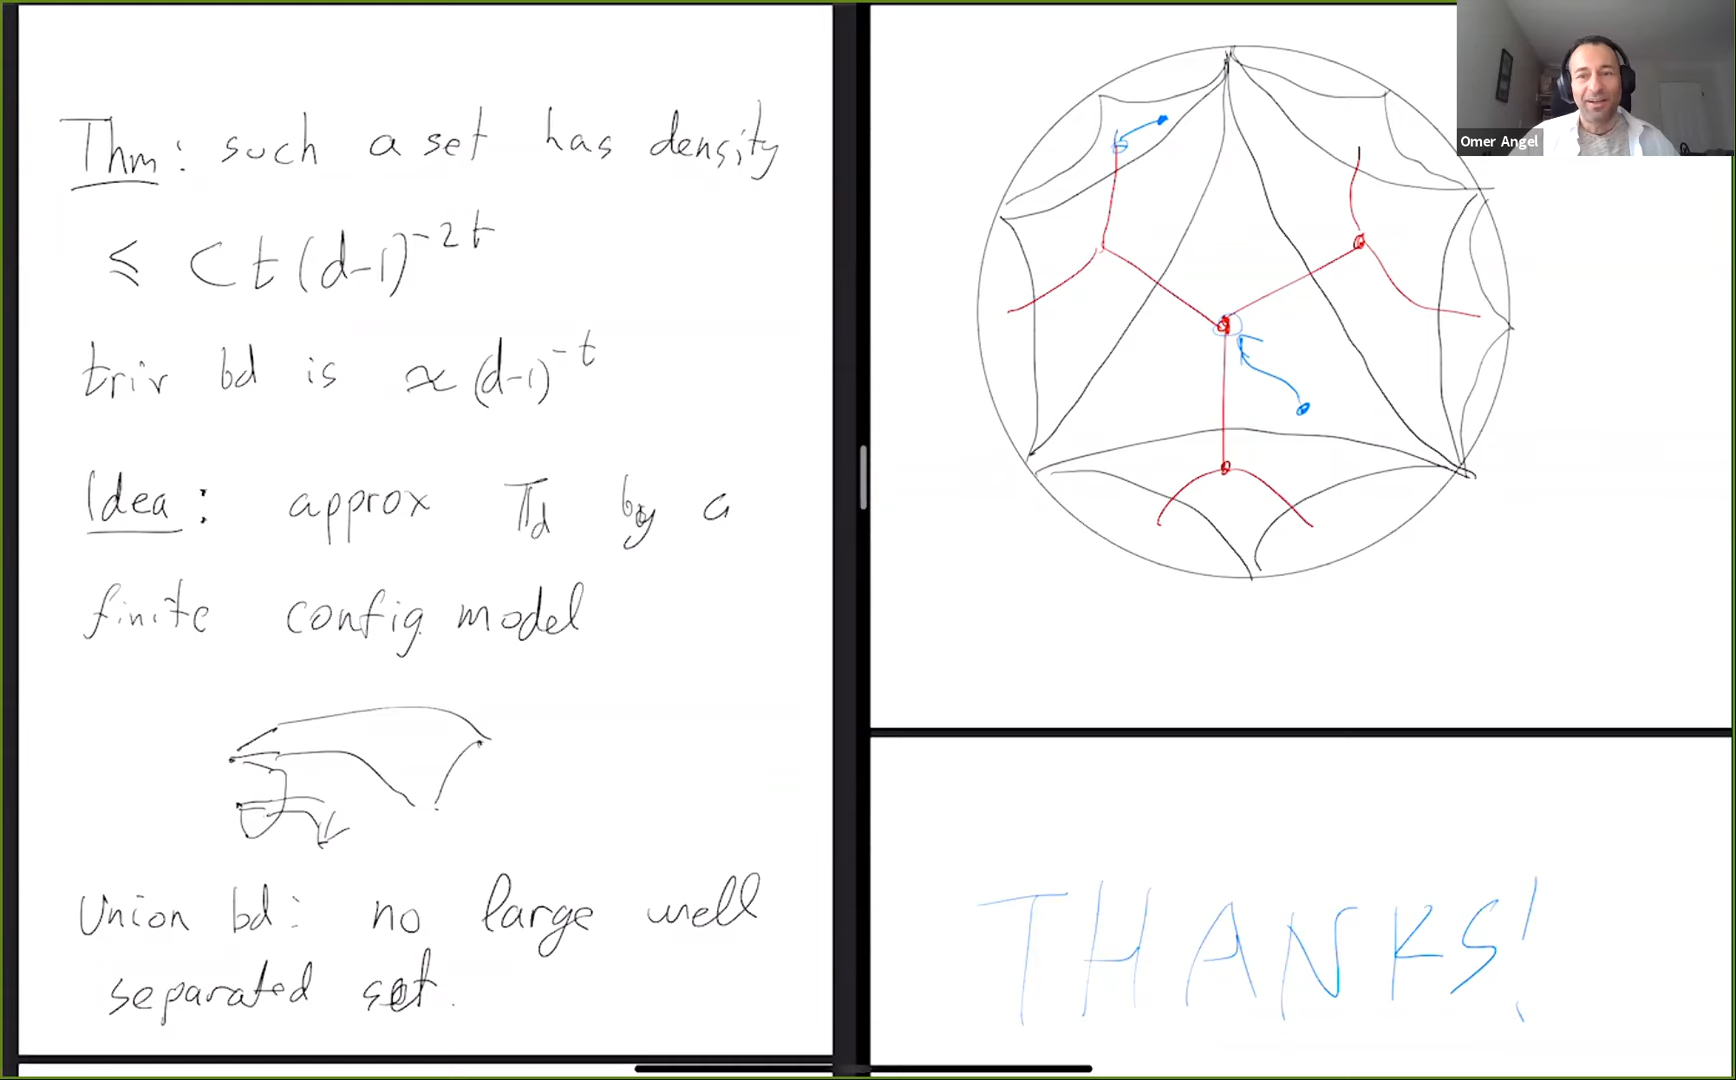 Thm: such a set has density
≤ C t (d-1)^{-2t}
triv bd is ≈ (d-1)^{-t}
Idea: approx 𝕋_d by a
finite config model
Union bd: no large well
separated set.
Omer Angel
THANKS!